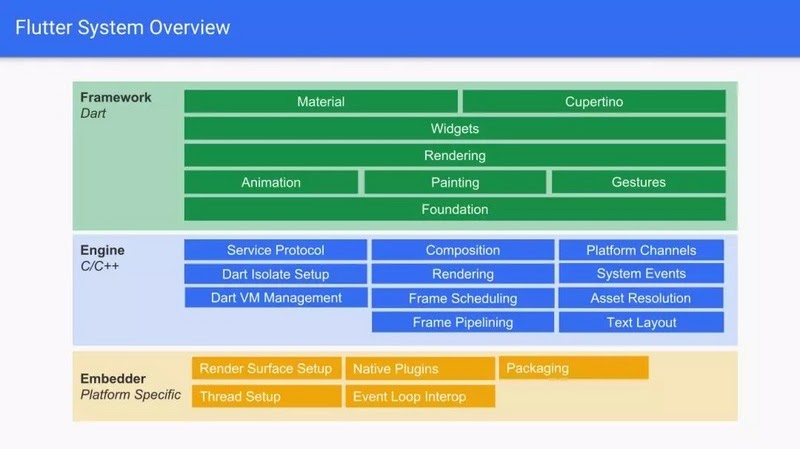 Flutter System Overview
Framework
Dart
Material
Cupertino
Widgets
Rendering
Animation
Painting
Gestures
Foundation
Engine
C/C++
Service Protocol
Composition
Platform Channels
Dart Isolate Setup
Rendering
System Events
Dart VM Management
Frame Scheduling
Asset Resolution
Frame Pipelining
Text Layout
Embedder
Platform Specific
Render Surface Setup
Native Plugins
Packaging
Thread Setup
Event Loop Interop